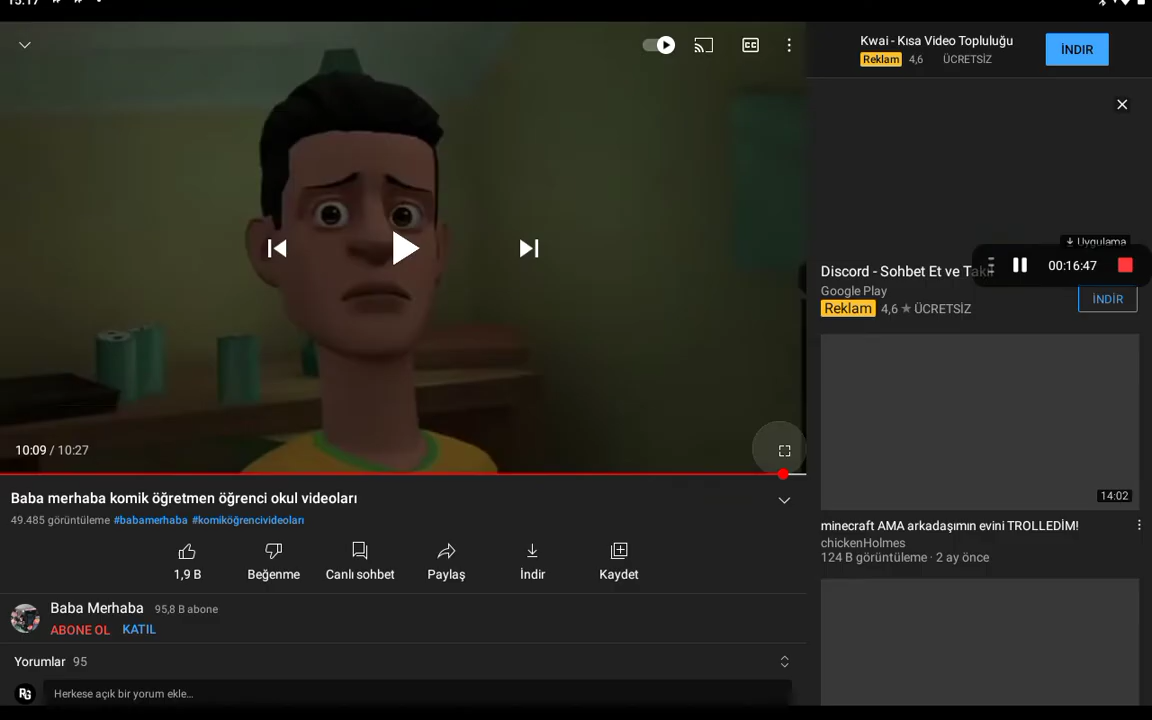 15:17
CC
Kwai - Kısa Video Topluluğu
Reklam 4,6 ÜCRETSİZ
İNDİR
Uygulama
00:16:47
Discord - Sohbet Et ve
Google Play
Reklam 4,6 ★ ÜCRETSİZ
İNDİR
10:09 / 10:27
Baba merhaba komik öğretmen öğrenci okul videoları
49.485 görüntüleme #babamerhaba #komiköğrencivideoları
14:02
minecraft AMA arkadaşımın evini TROLLEDİM!
chickenHolmes
124 B görüntüleme · 2 ay önce
1,9 B
Beğenme
Canlı sohbet
Paylaş
İndir
Kaydet
Baba Merhaba 95,8 B abone
ABONE OL KATIL
Yorumlar 95
RG
Herkese açık bir yorum ekle...